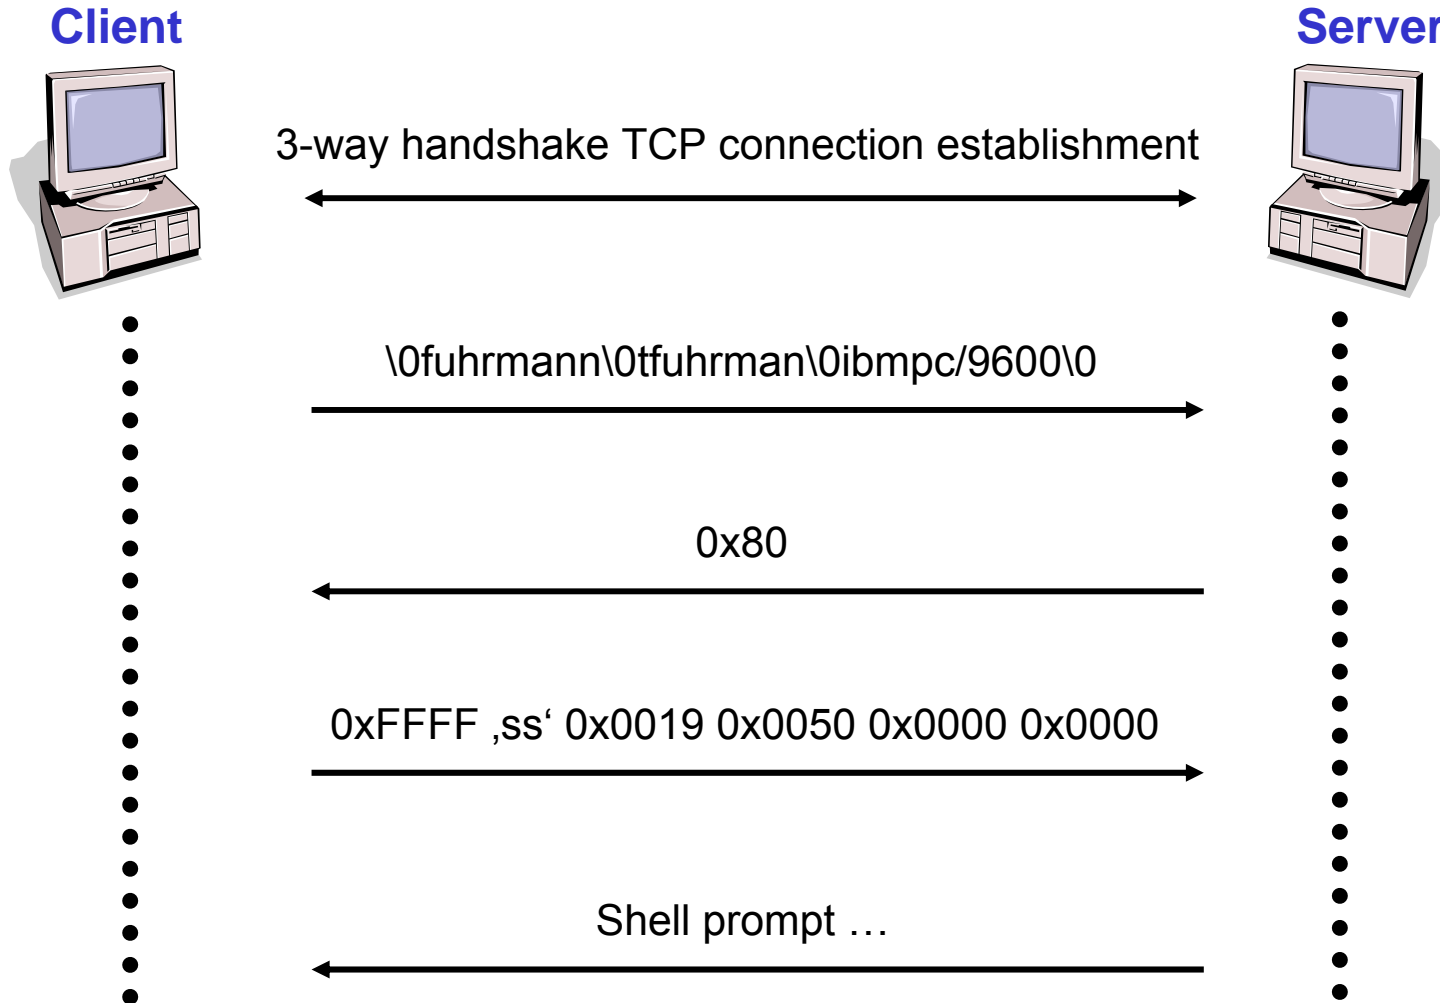 Client
Server
3-way handshake TCP connection establishment
\0fuhrmann\0tfuhrman\0ibmpc/9600\0
0x80
0xFFFF ‚ss‘ 0x0019 0x0050 0x0000 0x0000
Shell prompt …